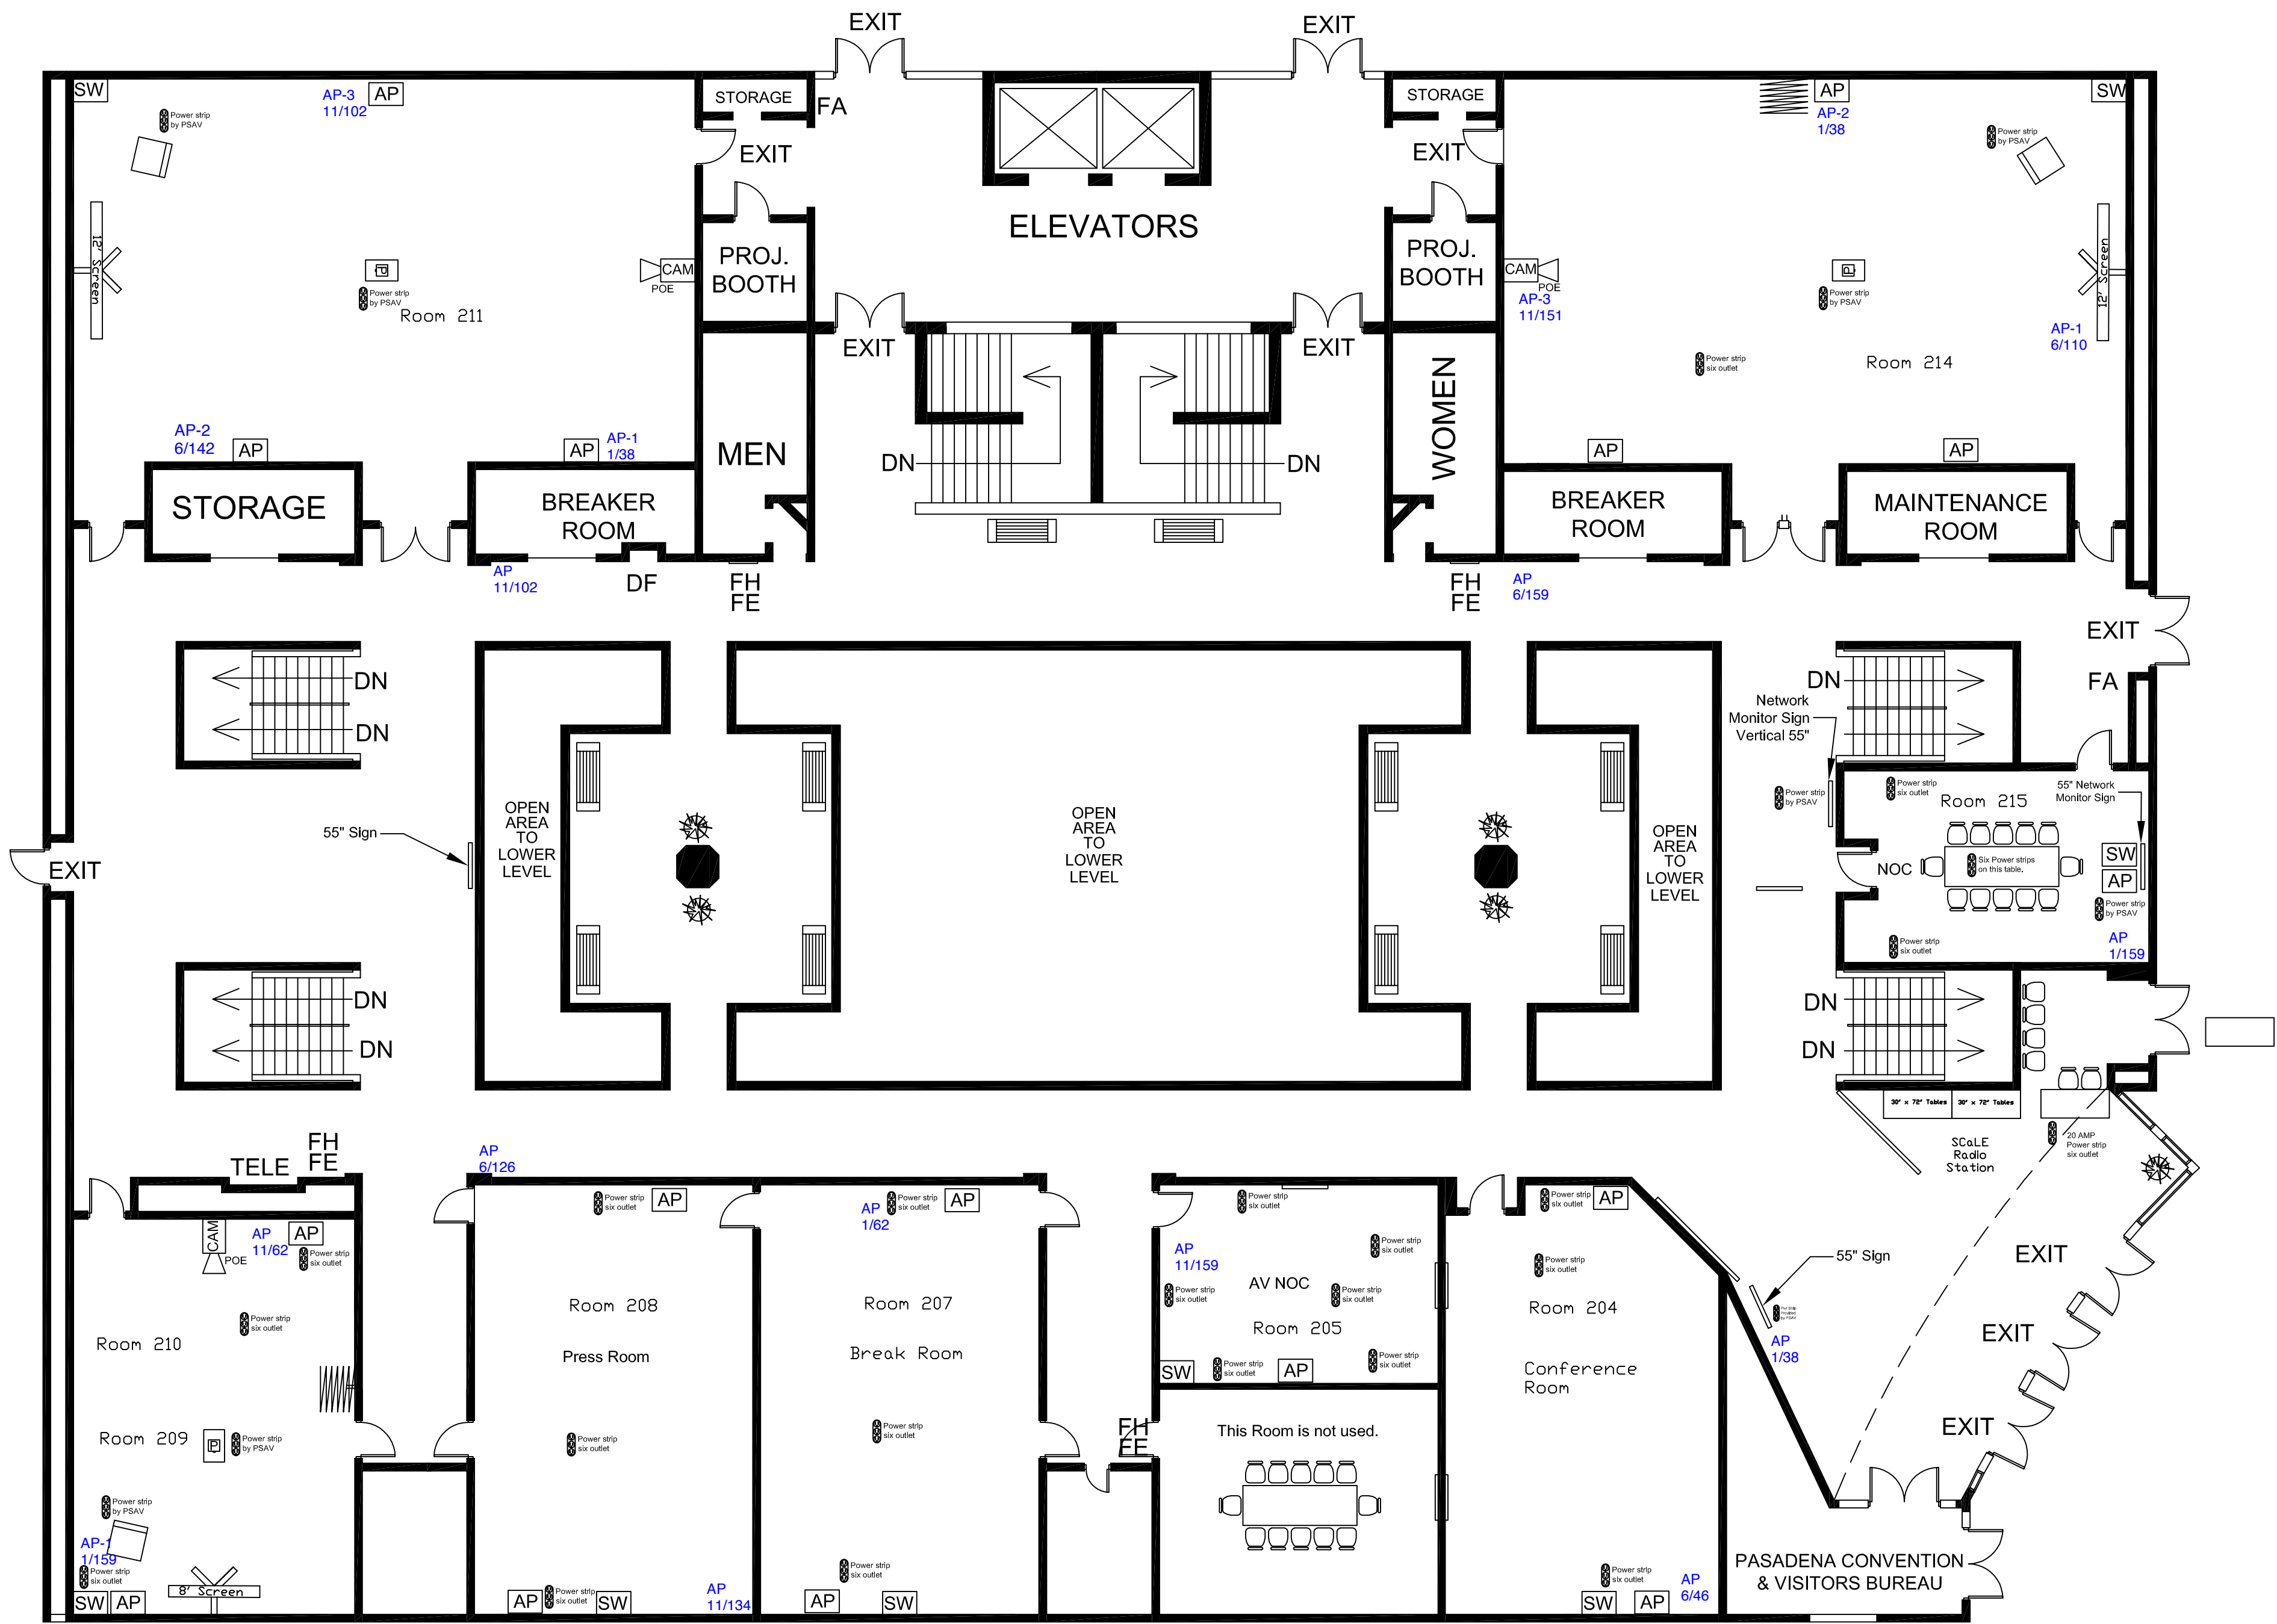 EXIT
EXIT
SW
AP-3
11/102
AP
Power strip
by PSAV
STORAGE
FA
EXIT
STORAGE
EXIT
AP
AP-2
1/38
SW
Power strip
by PSAV
12' Screen
P
Power strip
by PSAV
Room 211
CAM
POE
PROJ.
BOOTH
ELEVATORS
PROJ.
BOOTH
CAM
POE
AP-3
11/151
P
Power strip
by PSAV
12' Screen
AP-1
6/110
Power strip
six outlet
Room 214
EXIT
EXIT
AP-2
6/142
AP
AP
AP-1
1/38
MEN
DN
DN
WOMEN
AP
AP
STORAGE
BREAKER
ROOM
BREAKER
ROOM
MAINTENANCE
ROOM
AP
11/102
DF
FH
FE
FH
FE
AP
6/159
EXIT
FA
DN
DN
DN
Network
Monitor Sign
Vertical 55"
Power strip
by PSAV
Power strip
six outlet
Room 215
55" Network
Monitor Sign
55" Sign
OPEN
AREA
TO
LOWER
LEVEL
OPEN
AREA
TO
LOWER
LEVEL
OPEN
AREA
TO
LOWER
LEVEL
EXIT
NOC
Six Power strips
on this table.
SW
AP
Power strip
by PSAV
Power strip
six outlet
AP
1/159
DN
DN
DN
DN
30" x 72" Tables
30" x 72" Tables
20 AMP
Power strip
six outlet
SCaLE
Radio
Station
FH
FE
TELE
AP
6/126
CAM
POE
AP
11/62
AP
Power strip
six outlet
Power strip
six outlet
Room 210
Room 209
P
Power strip
by PSAV
Power strip
by PSAV
AP-1
1/159
Power strip
six outlet
SW
AP
8' Screen
Power strip
six outlet
AP
Room 208
Press Room
Power strip
six outlet
AP
Power strip
six outlet
SW
AP
11/134
AP
1/62
Power strip
six outlet
AP
Room 207
Break Room
Power strip
six outlet
Power strip
six outlet
AP
SW
FH
FE
Power strip
six outlet
AP
11/159
Power strip
six outlet
Power strip
six outlet
AV NOC
Power strip
six outlet
Room 205
SW
Power strip
six outlet
AP
Power strip
six outlet
This Room is not used.
Power strip
six outlet
AP
Power strip
six outlet
Room 204
Conference
Room
Power strip
six outlet
SW
AP
AP
6/46
55" Sign
AP
1/38
EXIT
EXIT
EXIT
PASADENA CONVENTION
& VISITORS BUREAU